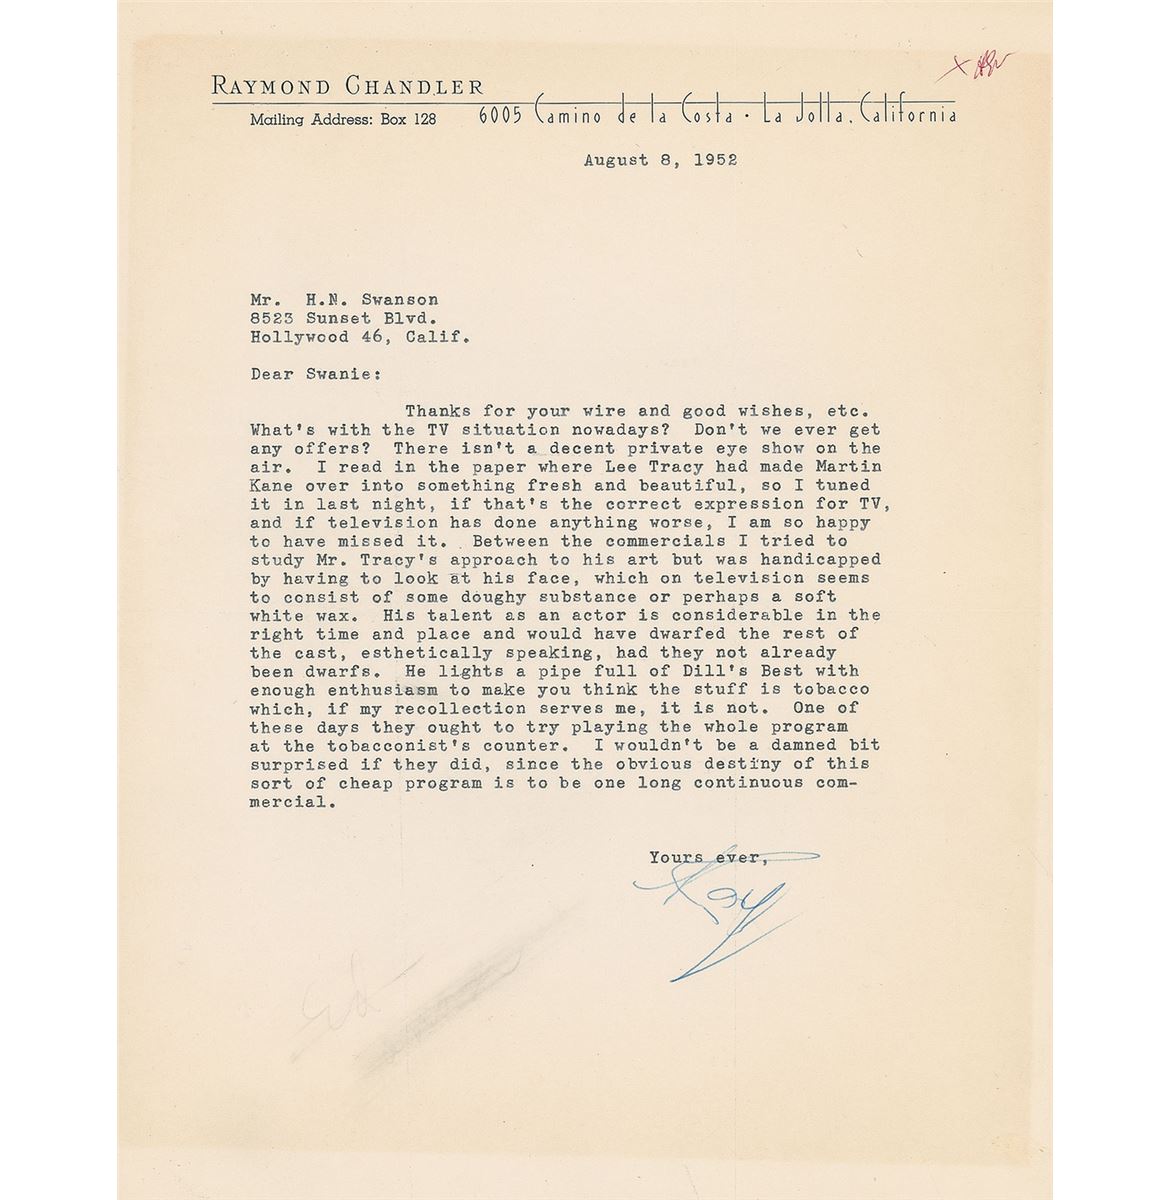 RAYMOND CHANDLER
Mailing Address: Box 128 6005 Camino de la Costa · La Jolla, California
August 8, 1952
Mr. H.N. Swanson
8523 Sunset Blvd.
Hollywood 46, Calif.
Dear Swanie:
Thanks for your wire and good wishes, etc.
What's with the TV situation nowadays? Don't we ever get
any offers? There isn't a decent private eye show on the
air. I read in the paper where Lee Tracy had made Martin
Kane over into something fresh and beautiful, so I tuned
it in last night, if that's the correct expression for TV,
and if television has done anything worse, I am so happy
to have missed it. Between the commercials I tried to
study Mr. Tracy's approach to his art but was handicapped
by having to look at his face, which on television seems
to consist of some doughy substance or perhaps a soft
white wax. His talent as an actor is considerable in the
right time and place and would have dwarfed the rest of
the cast, esthetically speaking, had they not already
been dwarfs. He lights a pipe full of Dill's Best with
enough enthusiasm to make you think the stuff is tobacco
which, if my recollection serves me, it is not. One of
these days they ought to try playing the whole program
at the tobacconist's counter. I wouldn't be a damned bit
surprised if they did, since the obvious destiny of this
sort of cheap program is to be one long continuous com-
mercial.
Yours ever,
Ray